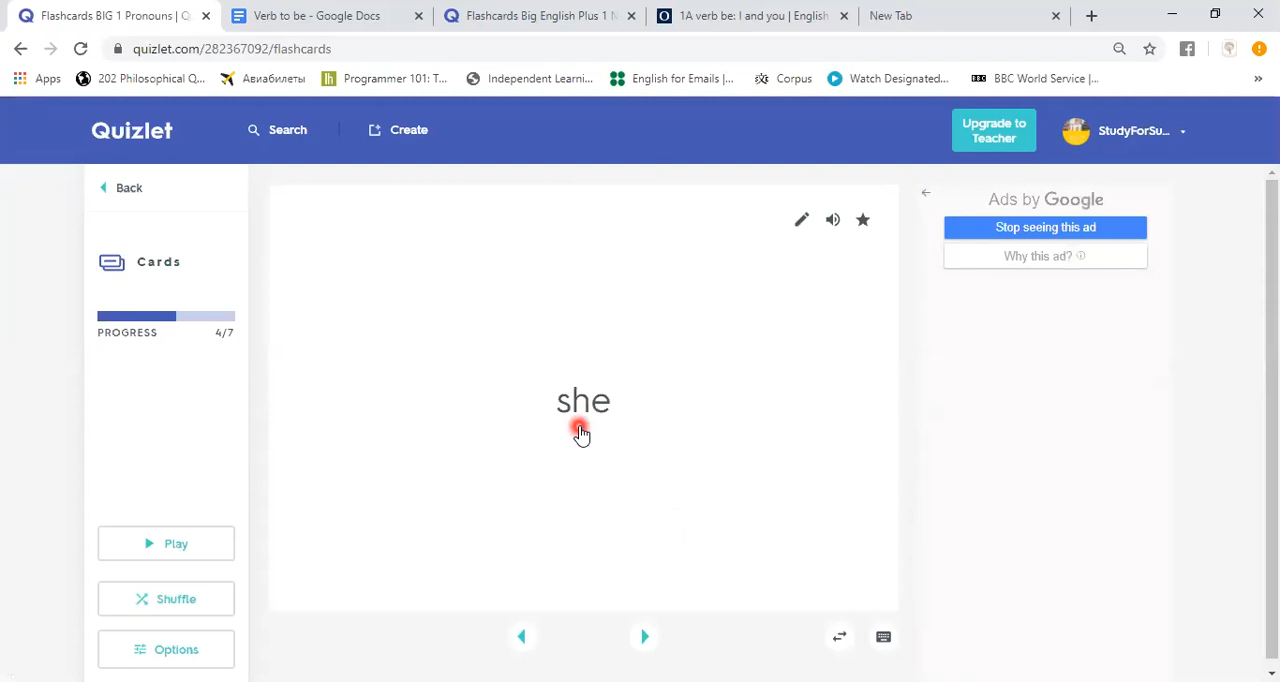 Flashcards BIG 1 Pronouns | Q
Verb to be - Google Docs
Flashcards Big English Plus 1 N
1A verb be: I and you | English
New Tab
quizlet.com/282367092/flashcards
Apps
202 Philosophical Q...
Авиабилеты
Programmer 101: T...
Independent Learni...
English for Emails |...
Corpus
Watch Designated...
BBC World Service |...
Quizlet
Search
Create
Upgrade to
Teacher
StudyForSu...
Back
Cards
PROGRESS 4/7
she
Play
Shuffle
Options
Ads by Google
Stop seeing this ad
Why this ad?